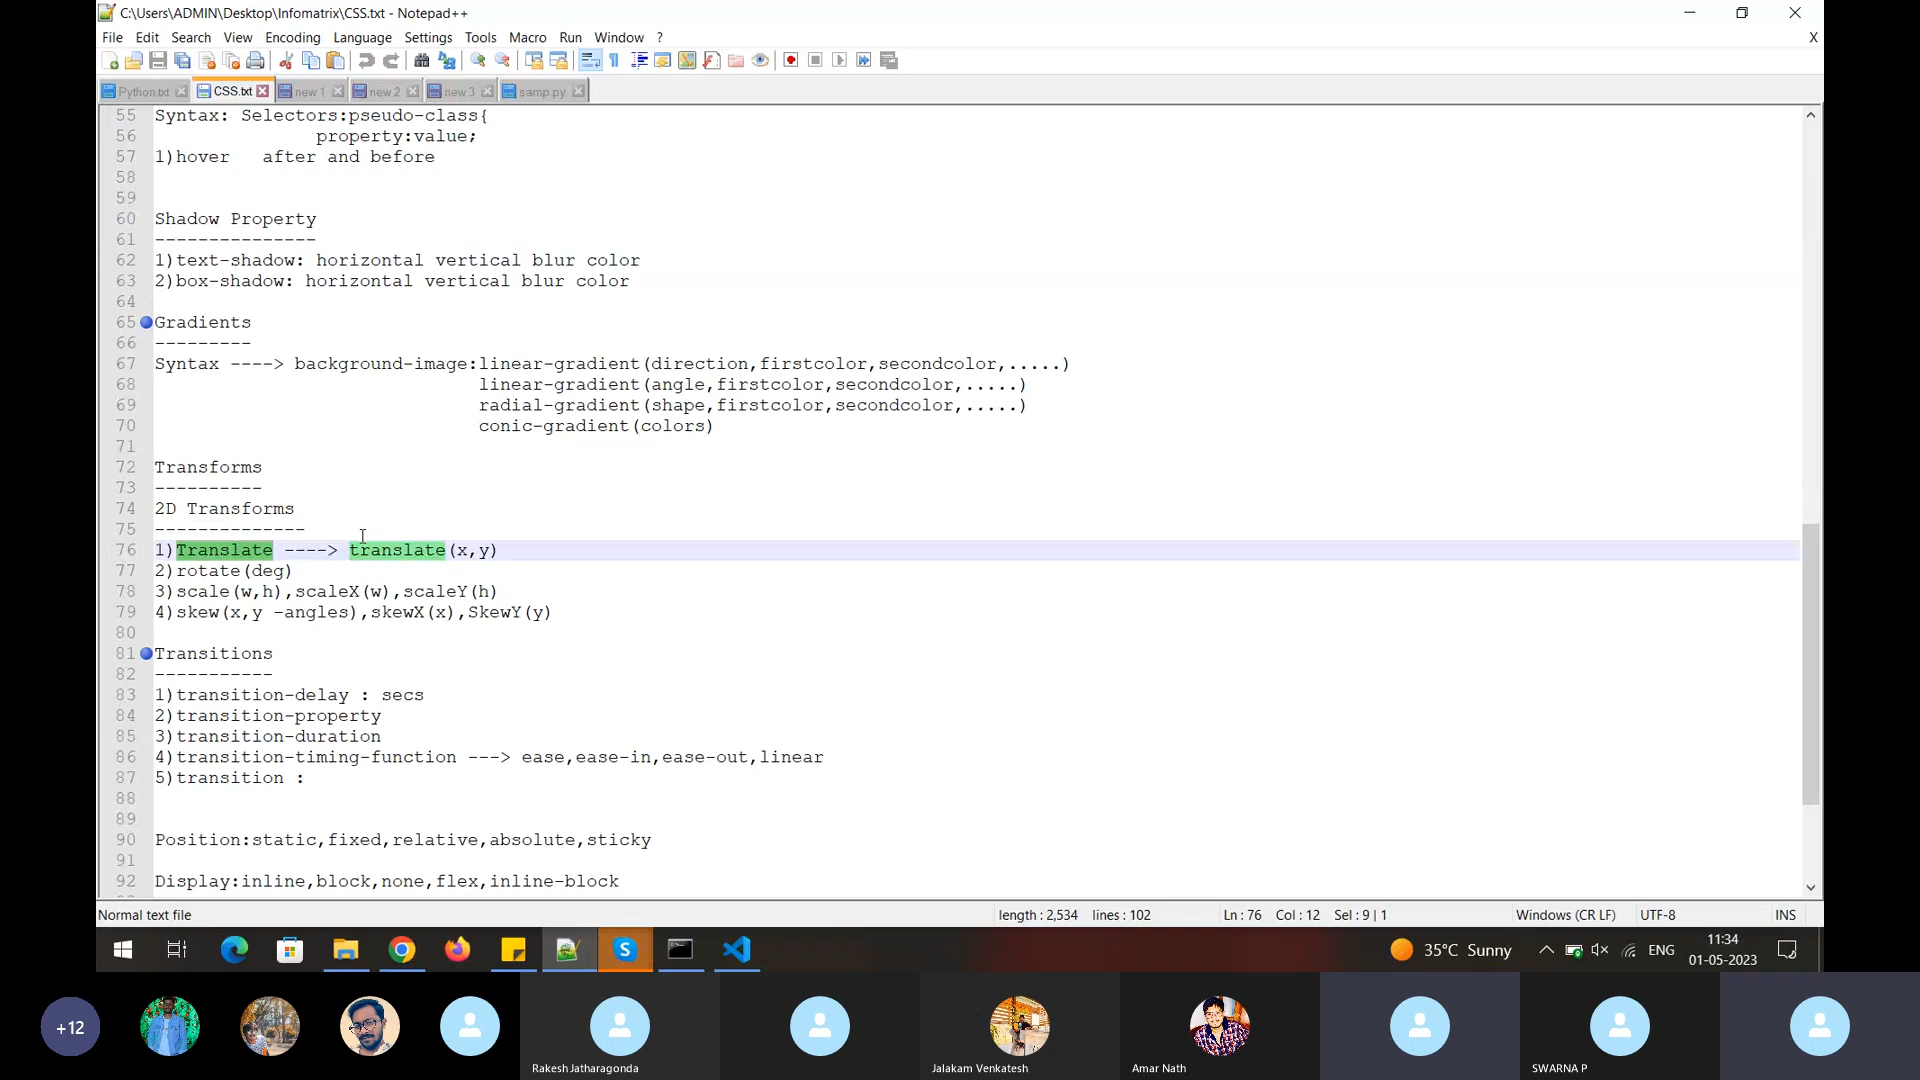 C:\Users\ADMIN\Desktop\Infomatrix\CSS.txt - Notepad++
File Edit Search View Encoding Language Settings Tools Macro Run Window ? X
Python.txt CSS.txt new 1 new 2 new 3 samp.py
55 Syntax: Selectors:pseudo-class{
56 property:value;
57 1)hover after and before
58
59
60 Shadow Property
61 ---------------
62 1)text-shadow: horizontal vertical blur color
63 2)box-shadow: horizontal vertical blur color
64
65 Gradients
66 ---------
67 Syntax ----> background-image:linear-gradient(direction,firstcolor,secondcolor,.....)
68 linear-gradient(angle,firstcolor,secondcolor,.....)
69 radial-gradient(shape,firstcolor,secondcolor,.....)
70 conic-gradient(colors)
71
72 Transforms
73 ----------
74 2D Transforms
75 --------------
76 1)Translate ----> translate(x,y)
77 2)rotate(deg)
78 3)scale(w,h),scaleX(w),scaleY(h)
79 4)skew(x,y -angles),skewX(x),SkewY(y)
80
81 Transitions
82 -----------
83 1)transition-delay : secs
84 2)transition-property
85 3)transition-duration
86 4)transition-timing-function ---> ease,ease-in,ease-out,linear
87 5)transition :
88
89
90 Position:static,fixed,relative,absolute,sticky
91
92 Display:inline,block,none,flex,inline-block
Normal text file length : 2,534 lines : 102 Ln : 76 Col : 12 Sel : 9 | 1 Windows (CR LF) UTF-8 INS
35°C Sunny ENG 11:34
01-05-2023
+12
Rakesh Jatharagonda Jalakam Venkatesh Amar Nath SWARNA P